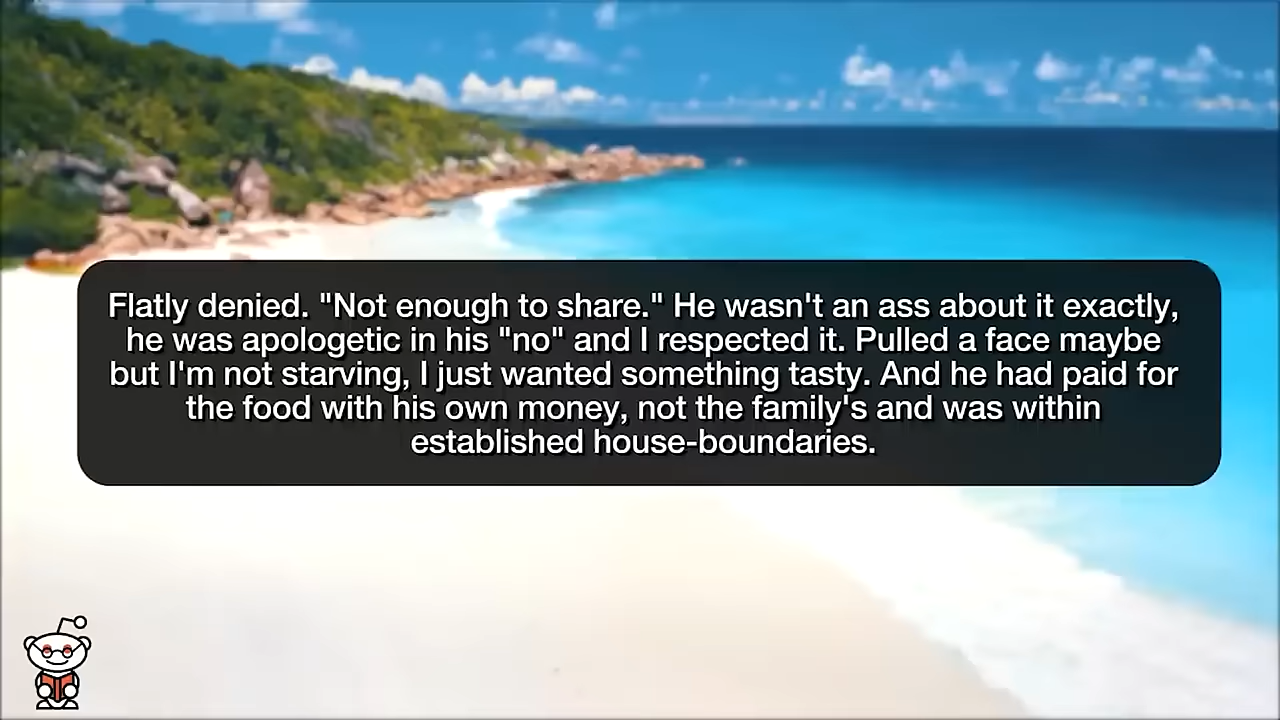 Flatly denied. "Not enough to share." He wasn't an ass about it exactly,
he was apologetic in his "no" and I respected it. Pulled a face maybe
but I'm not starving, I just wanted something tasty. And he had paid for
the food with his own money, not the family's and was within
established house-boundaries.